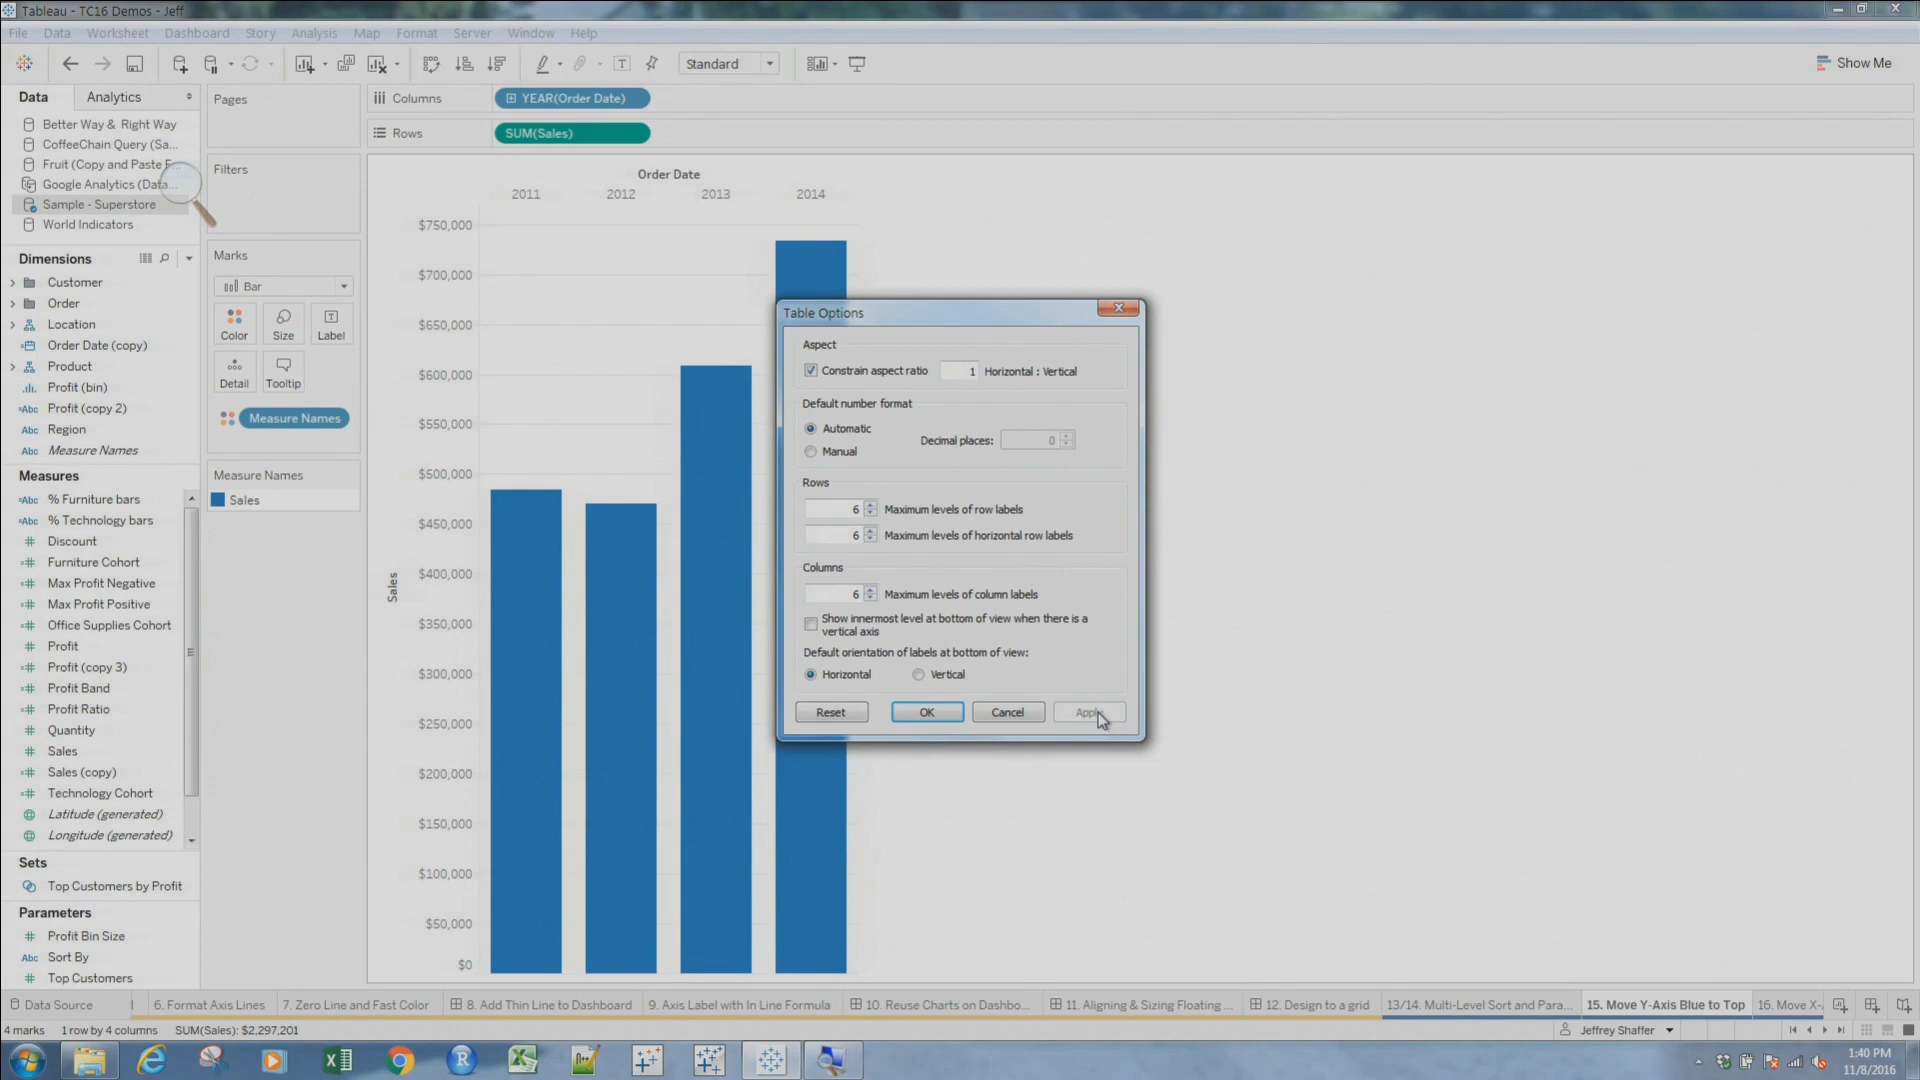 Tableau - TC16 Demos - Jeff
File Data Worksheet Dashboard Story Analysis Map Format Server Window Help
Standard
Show Me
Data Analytics
Better Way & Right Way
CoffeeChain Query (Sa...
Fruit (Copy and Paste F...
Google Analytics (Data...
Sample - Superstore
World Indicators
Dimensions
Customer
Order
Location
Order Date (copy)
Product
Profit (bin)
=Abc Profit (copy 2)
Abc Region
Abc Measure Names
Measures
=Abc % Furniture bars
=Abc % Technology bars
# Discount
=# Furniture Cohort
=# Max Profit Negative
=# Max Profit Positive
=# Office Supplies Cohort
# Profit
=# Profit (copy 3)
=# Profit Band
=# Profit Ratio
# Quantity
# Sales
=# Sales (copy)
=# Technology Cohort
Latitude (generated)
Longitude (generated)
Sets
Top Customers by Profit
Parameters
# Profit Bin Size
Abc Sort By
# Top Customers
Pages
Filters
Marks
Bar
Color Size Label
Detail Tooltip
Measure Names
Measure Names
Sales
Columns YEAR(Order Date)
Rows SUM(Sales)
Order Date
2011 2012 2013 2014
$750,000
$700,000
$650,000
$600,000
$550,000
$500,000
$450,000
$400,000
$350,000
$300,000
$250,000
$200,000
$150,000
$100,000
$50,000
$0
Sales
Table Options
Aspect
Constrain aspect ratio 1 Horizontal : Vertical
Default number format
Automatic
Manual
Decimal places: 0
Rows
6 Maximum levels of row labels
6 Maximum levels of horizontal row labels
Columns
6 Maximum levels of column labels
Show innermost level at bottom of view when there is a
vertical axis
Default orientation of labels at bottom of view:
Horizontal Vertical
Reset OK Cancel Apply
Data Source 6. Format Axis Lines 7. Zero Line and Fast Color 8. Add Thin Line to Dashboard 9. Axis Label with In Line Formula 10. Reuse Charts on Dashbo... 11. Aligning & Sizing Floating ... 12. Design to a grid 13/14. Multi-Level Sort and Para... 15. Move Y-Axis Blue to Top 16. Move X-
4 marks 1 row by 4 columns SUM(Sales): $2,297,201
Jeffrey Shaffer
1:40 PM
11/8/2016